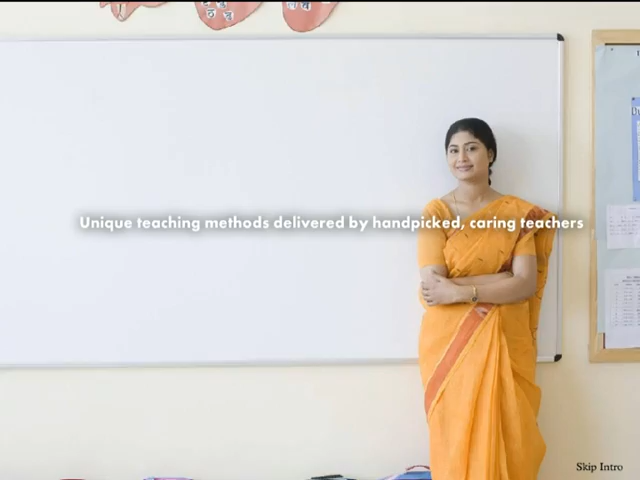 Unique teaching methods delivered by handpicked, caring teachers
Skip Intro